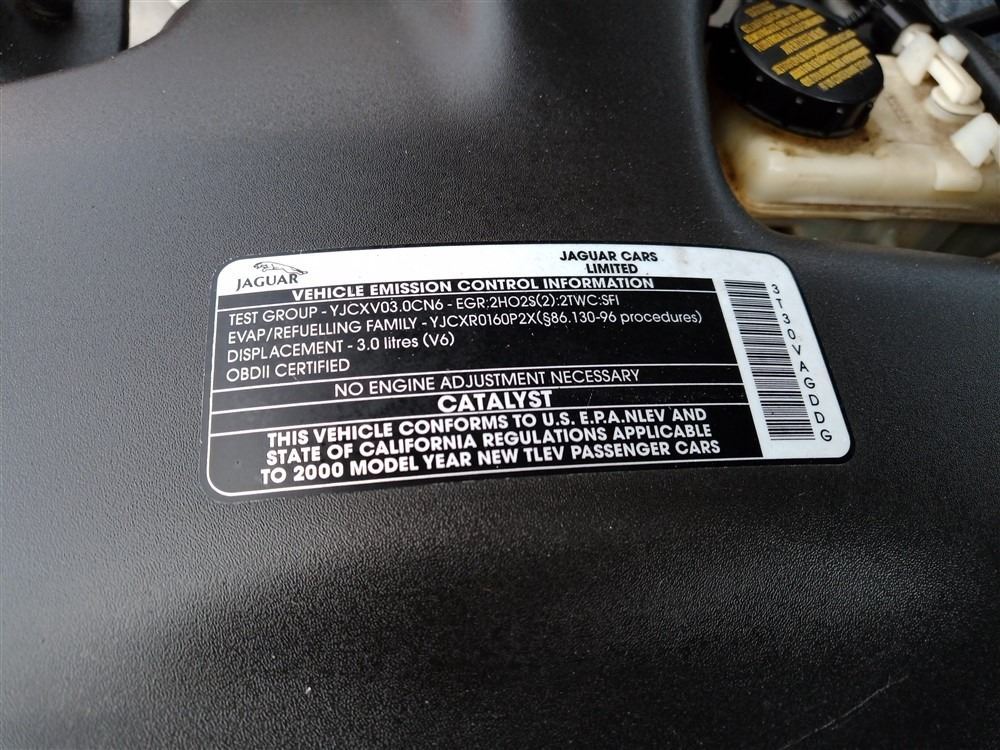 JAGUAR
JAGUAR CARS
LIMITED
VEHICLE EMISSION CONTROL INFORMATION
TEST GROUP - YJCXV03.0CN6 - EGR:2HO2S(2):2TWC:SFI
EVAP/REFUELLING FAMILY - YJCXR0160P2X(§86.130-96 procedures)
DISPLACEMENT - 3.0 litres (V6)
OBDII CERTIFIED
NO ENGINE ADJUSTMENT NECESSARY
CATALYST
THIS VEHICLE CONFORMS TO U.S. E.P.A.NLEV AND
STATE OF CALIFORNIA REGULATIONS APPLICABLE
TO 2000 MODEL YEAR NEW TLEV PASSENGER CARS
3T30VAGDDG